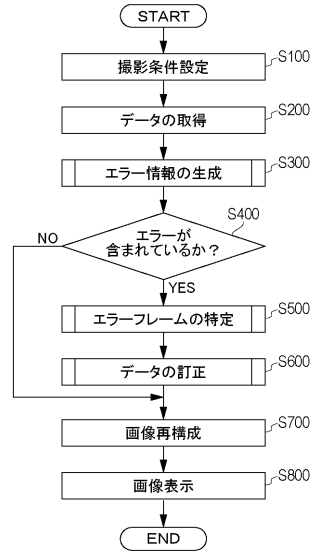 START
撮影条件設定
S100
データの取得
S200
エラー情報の生成
S300
エラーが
含まれているか？
S400
NO
YES
エラーフレームの特定
S500
データの訂正
S600
画像再構成
S700
画像表示
S800
END